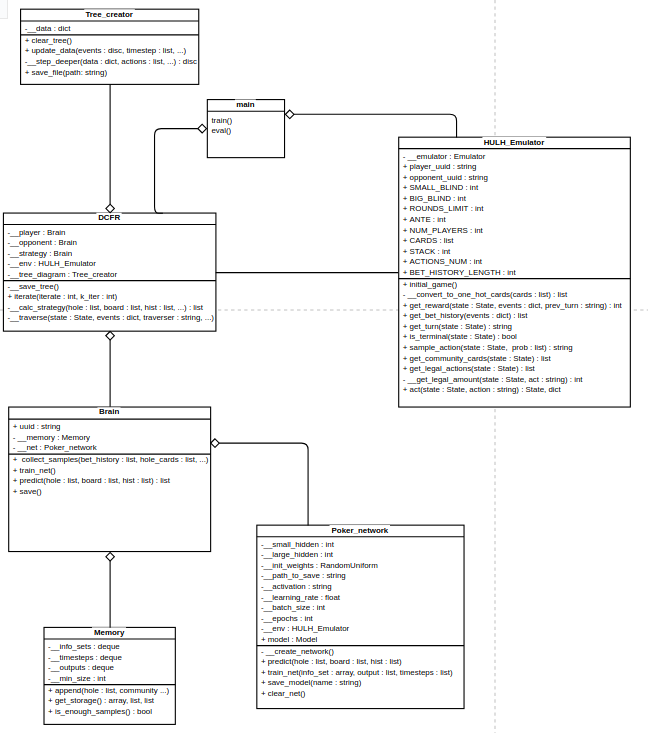 Tree_creator
-__data : dict
+ clear_tree()
+ update_data(events : disc, timestep : list, ...)
-__step_deeper(data : dict, actions : list, ...) : disc
+ save_file(path: string)
main
train()
eval()
HULH_Emulator
- __emulator : Emulator
+ player_uuid : string
+ opponent_uuid : string
+ SMALL_BLIND : int
+ BIG_BLIND : int
+ ROUNDS_LIMIT : int
+ ANTE : int
+ NUM_PLAYERS : int
+ CARDS : list
+ STACK : int
+ ACTIONS_NUM : int
+ BET_HISTORY_LENGTH : int
+ initial_game()
- __convert_to_one_hot_cards(cards : list) : list
+ get_reward(state : State, events : dict, prev_turn : string) : int
+ get_bet_history(events : dict) : list
+ get_turn(state : State) : string
+ is_terminal(state : State) : bool
+ sample_action(state : State, prob : list) : string
+ get_community_cards(state : State) : list
+ get_legal_actions(state : State) : list
- __get_legal_amount(state : State, act : string) : int
+ act(state : State, action : string) : State, dict
DCFR
-__player : Brain
-__opponent : Brain
-__strategy : Brain
-__env : HULH_Emulator
-__tree_diagram : Tree_creator
-__save_tree()
+ iterate(iterate : int, k_iter : int)
-__calc_strategy(hole : list, board : list, hist : list, ...) : list
-__traverse(state : State, events : dict, traverser : string, ...)
Brain
+ uuid : string
- __memory : Memory
- __net : Poker_network
+ collect_samples(bet_history : list, hole_cards : list, ...)
+ train_net()
+ predict(hole : list, board : list, hist : list) : list
+ save()
Poker_network
-__small_hidden : int
-__large_hidden : int
-__init_weights : RandomUniform
-__path_to_save : string
-__activation : string
-__learning_rate : float
-__batch_size : int
-__epochs : int
-__env : HULH_Emulator
+ model : Model
- __create_network()
+ predict(hole : list, board : list, hist : list)
+ train_net(info_set : array, output : list, timesteps : list)
+ save_model(name : string)
+ clear_net()
Memory
-__info_sets : deque
-__timesteps : deque
-__outputs : deque
-__min_size : int
+ append(hole : list, community ...)
+ get_storage() : array, list, list
+ is_enough_samples() : bool